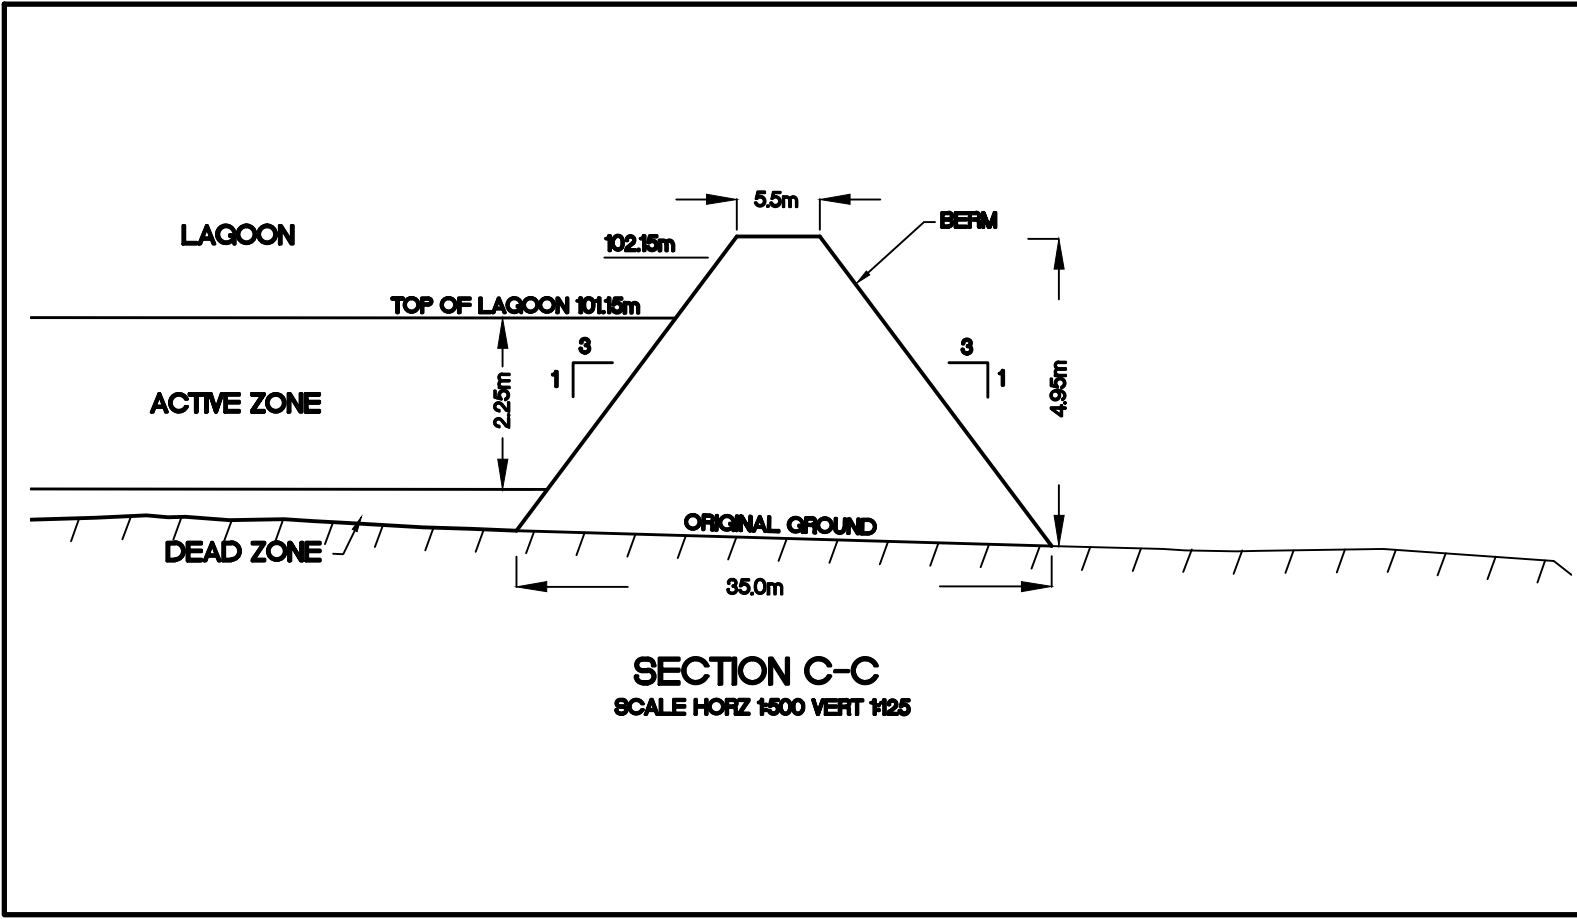 5.5m
LAGOON
BERM
102.15m
TOP OF LAGOON 101.15m
3
1
3
1
2.25m
4.95m
ACTIVE ZONE
ORIGINAL GROUND
DEAD ZONE
35.0m
SECTION C-C
SCALE HORZ 1:500 VERT 1:125